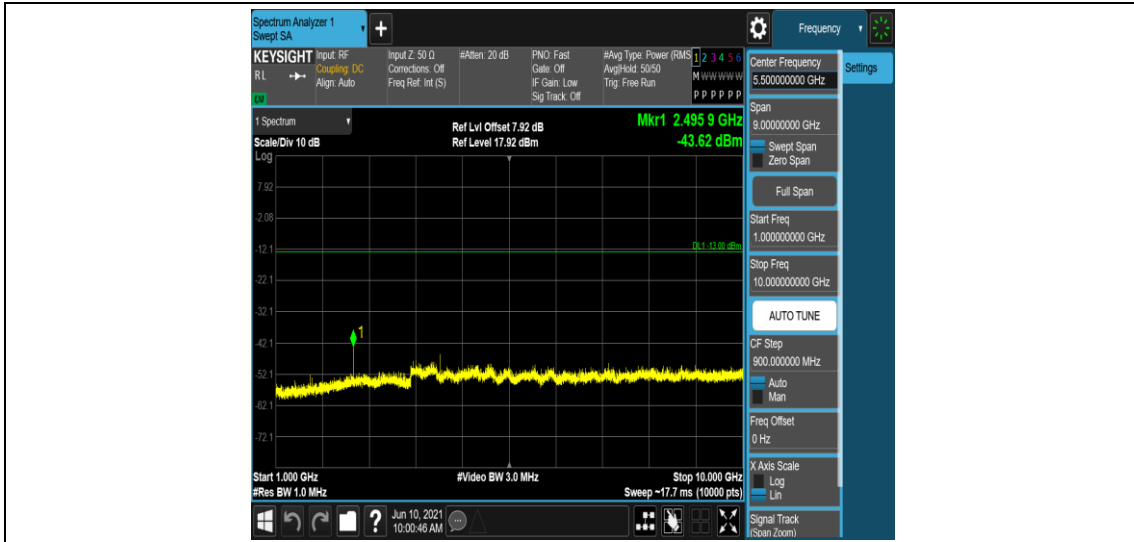 Spectrum Analyzer 1
Swept SA
Frequency
KEYSIGHT
RL
Input: RF
Coupling: DC
Align: Auto
Input Z: 50 Ω
Corrections: Off
Freq Ref: Int (S)
#Atten: 20 dB
PNO: Fast
Gate: Off
IF Gain: Low
Sig Track: Off
#Avg Type: Power (RMS
Avg|Hold: 50/50
Trig: Free Run
1 2 3 4 5 6
M W W W W W
P P P P P P
1 Spectrum
Scale/Div 10 dB
Log
Ref Lvl Offset 7.92 dB
Ref Level 17.92 dBm
Mkr1 2.495 9 GHz
-43.62 dBm
7.92
-2.08
-12.1
-22.1
-32.1
-42.1
-52.1
-62.1
-72.1
DL1 -13.00 dBm
1
Start 1.000 GHz
#Res BW 1.0 MHz
#Video BW 3.0 MHz
Stop 10.000 GHz
Sweep ~17.7 ms (10000 pts)
Center Frequency
5.500000000 GHz
Settings
Span
9.00000000 GHz
Swept Span
Zero Span
Full Span
Start Freq
1.000000000 GHz
Stop Freq
10.000000000 GHz
AUTO TUNE
CF Step
900.000000 MHz
Auto
Man
Freq Offset
0 Hz
X Axis Scale
Log
Lin
Signal Track
(Span Zoom)
?
Jun 10, 2021
10:00:46 AM